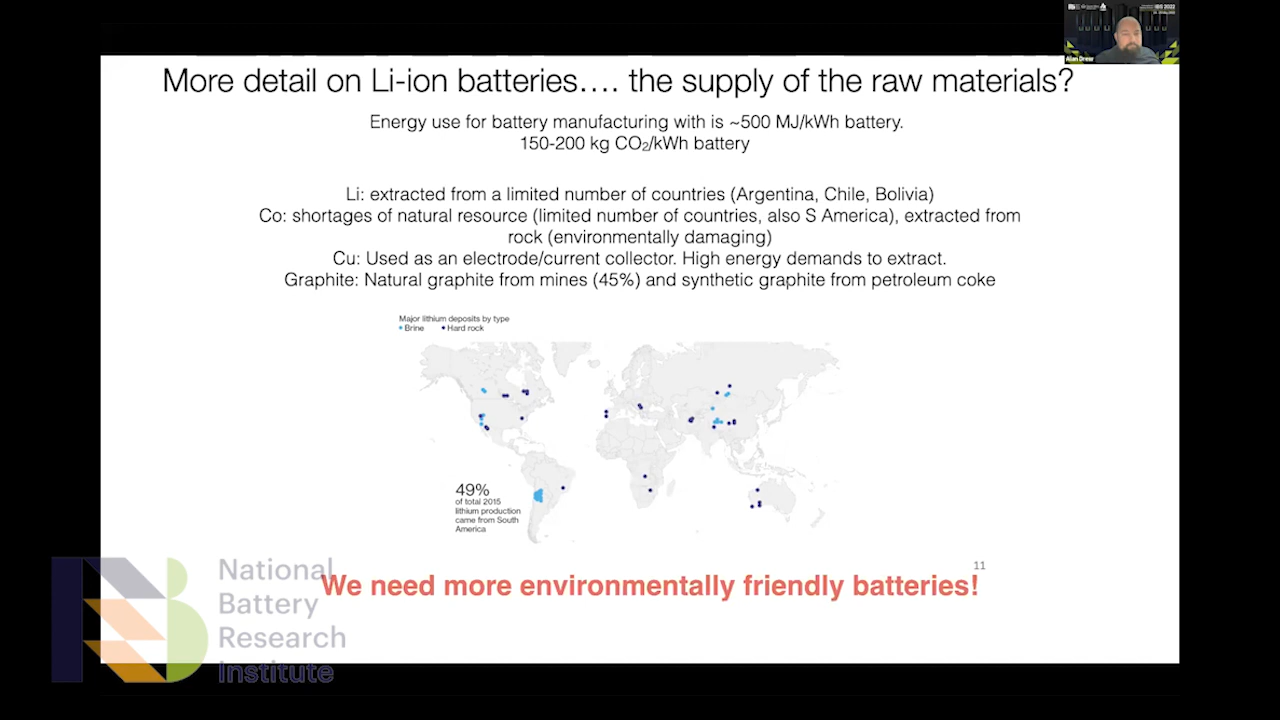 IBS 2022
Alan Drew
More detail on Li-ion batteries…. the supply of the raw materials?
Energy use for battery manufacturing with is ~500 MJ/kWh battery.
150-200 kg CO₂/kWh battery
Li: extracted from a limited number of countries (Argentina, Chile, Bolivia)
Co: shortages of natural resource (limited number of countries, also S America), extracted from
rock (environmentally damaging)
Cu: Used as an electrode/current collector. High energy demands to extract.
Graphite: Natural graphite from mines (45%) and synthetic graphite from petroleum coke
Major lithium deposits by type
Brine Hard rock
49%
of total 2015
lithium production
came from South
America
11
We need more environmentally friendly batteries!
National
Battery
Research
Institute